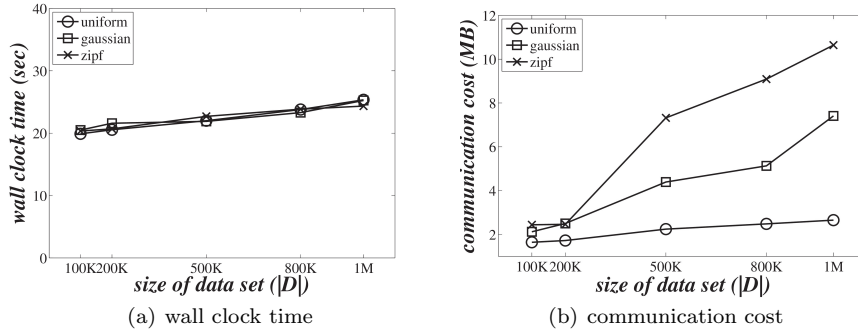 40
30
20
10
0
wall clock time (sec)
uniform
gaussian
zipf
100K 200K 500K 800K 1M
size of data set (|D|)
(a) wall clock time
12
10
8
6
4
2
communication cost (MB)
uniform
gaussian
zipf
100K 200K 500K 800K 1M
size of data set (|D|)
(b) communication cost